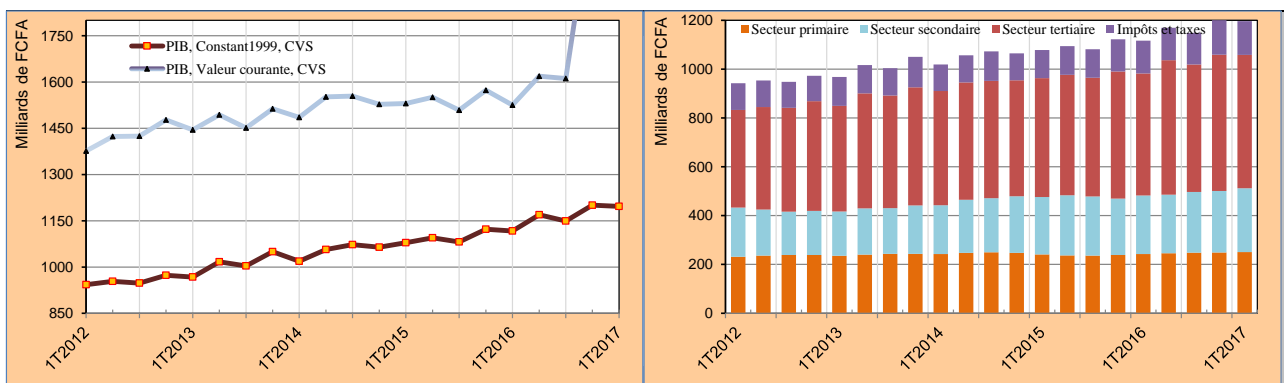 Milliards de FCFA
1750
1600
1450
1300
1150
1000
850
PIB, Constant1999, CVS
PIB, Valeur courante, CVS
1T2012
1T2013
1T2014
1T2015
1T2016
1T2017
Milliards de FCFA
1200
1000
800
600
400
200
0
Secteur primaire Secteur secondaire Secteur tertiaire Impôts et taxes
1T2012
1T2013
1T2014
1T2015
1T2016
1T2017